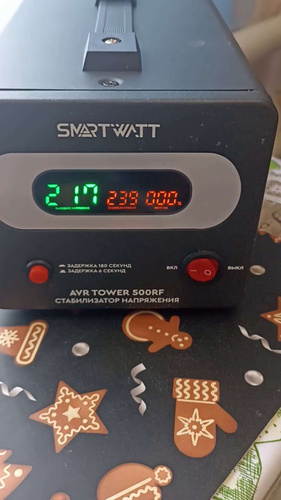 SMARTWATT
217 239 000%
ЗАДЕРЖКА 180 СЕКУНД
ЗАДЕРЖКА 6 СЕКУНД
ВКЛ ВЫКЛ
AVR TOWER 500RF
СТАБИЛИЗАТОР НАПРЯЖЕНИЯ